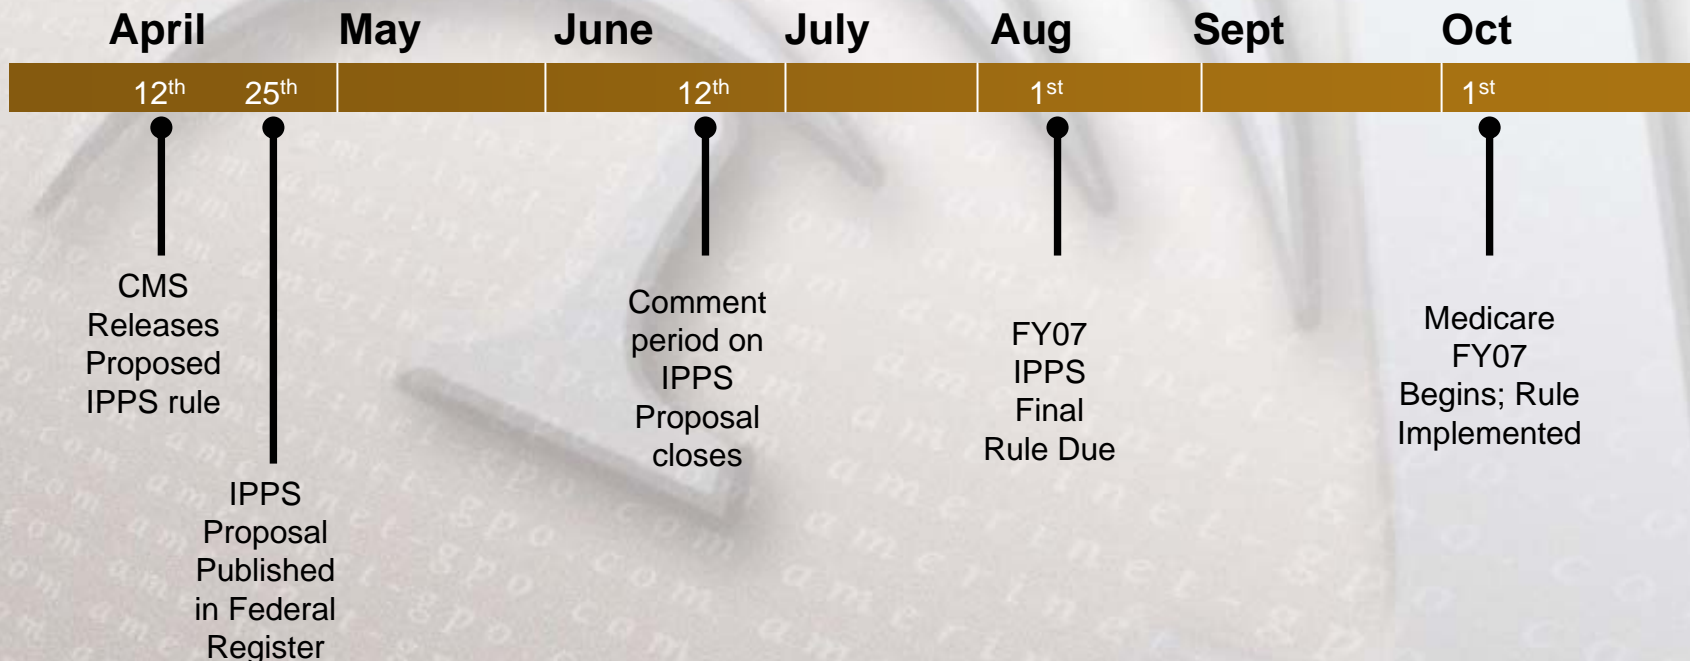 April May June July Aug Sept Oct
12th 25th 12th 1st 1st
CMS
Releases
Proposed
IPPS rule
IPPS
Proposal
Published
in Federal
Register
Comment
period on
IPPS
Proposal
closes
FY07
IPPS
Final
Rule Due
Medicare
FY07
Begins; Rule
Implemented